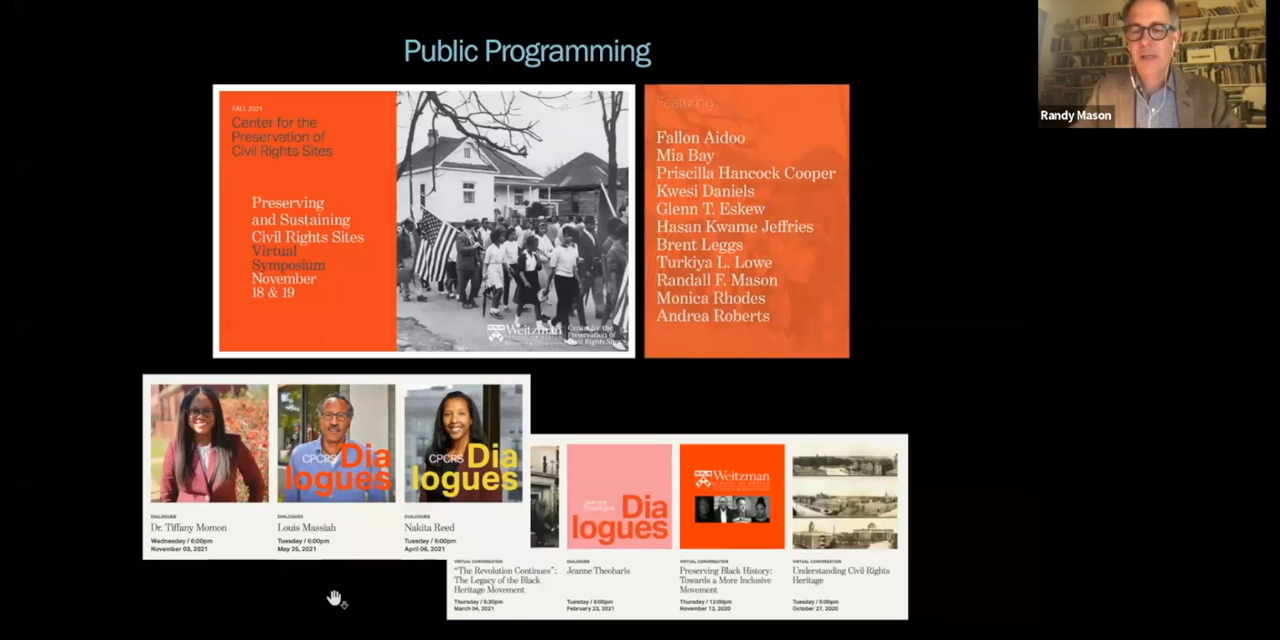 Public Programming
FALL 2021
Center for the
Preservation of
Civil Rights Sites
Preserving
and Sustaining
Civil Rights Sites
Virtual
Symposium
November
18 & 19
Weitzman
Center for the
Preservation of
Civil Rights Sites
Featuring
Fallon Aidoo
Mia Bay
Priscilla Hancock Cooper
Kwesi Daniels
Glenn T. Eskew
Hasan Kwame Jeffries
Brent Leggs
Turkiya L. Lowe
Randall F. Mason
Monica Rhodes
Andrea Roberts
Randy Mason
DIALOGUES
Dr. Tiffany Momon
Wednesday / 6:00pm
November 03, 2021
CPCRS Dia
logues
DIALOGUES
Louis Massiah
Tuesday / 6:00pm
May 25, 2021
CPCRS Dia
logues
DIALOGUES
Nakita Reed
Tuesday / 6:00pm
April 06, 2021
VIRTUAL CONVERSATION
"The Revolution Continues":
The Legacy of the Black
Heritage Movement
Thursday / 5:30pm
March 04, 2021
Jeanne
Theoharis
Dia
logues
DIALOGUES
Jeanne Theoharis
Tuesday / 6:00pm
February 23, 2021
Weitzman
VIRTUAL CONVERSATION
Preserving Black History:
Towards a More Inclusive
Movement
Thursday / 12:00pm
November 12, 2020
VIRTUAL CONVERSATION
Understanding Civil Rights
Heritage
Tuesday / 5:00pm
October 27, 2020